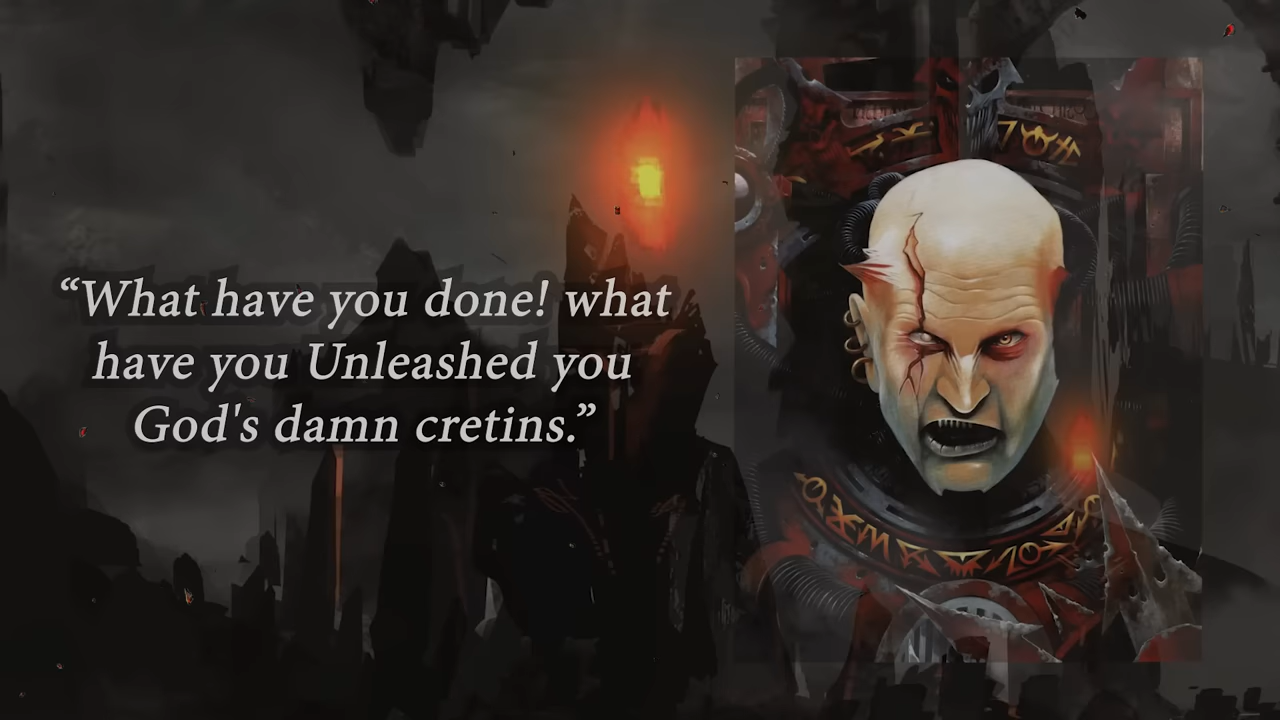 “What have you done! what
have you Unleashed you
God's damn cretins.”